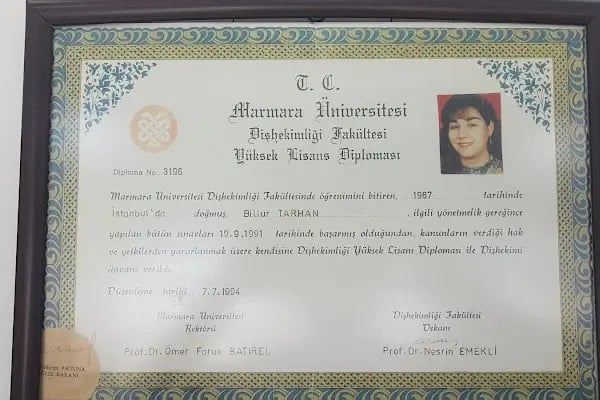 T. C.
Marmara Üniversitesi
Dişhekimliği Fakültesi
Yüksek Lisans Diploması
Diploma No. 3196
Marmara Üniversitesi Dişhekimliği Fakültesinde öğrenimini bitiren, 1967 tarihinde
İstanbul'da doğmuş, Billur TARHAN, ilgili yönetmelik gereğince
yapılan bütün sınavları 19.9.1991 tarihinde başarmış olduğundan, kanunların verdiği hak
ve yetkilerden yararlanmak üzere kendisine Dişhekimliği Yüksek Lisans Diploması ile Dişhekimi
ünvanı verildi.
Düzenleme tarihi : 7.7.1994
Marmara Üniversitesi
Rektörü
Prof.Dr.Ömer Faruk BATIREL
Dişhekimliği Fakültesi
Dekanı
Prof.Dr.Nesrin EMEKLİ